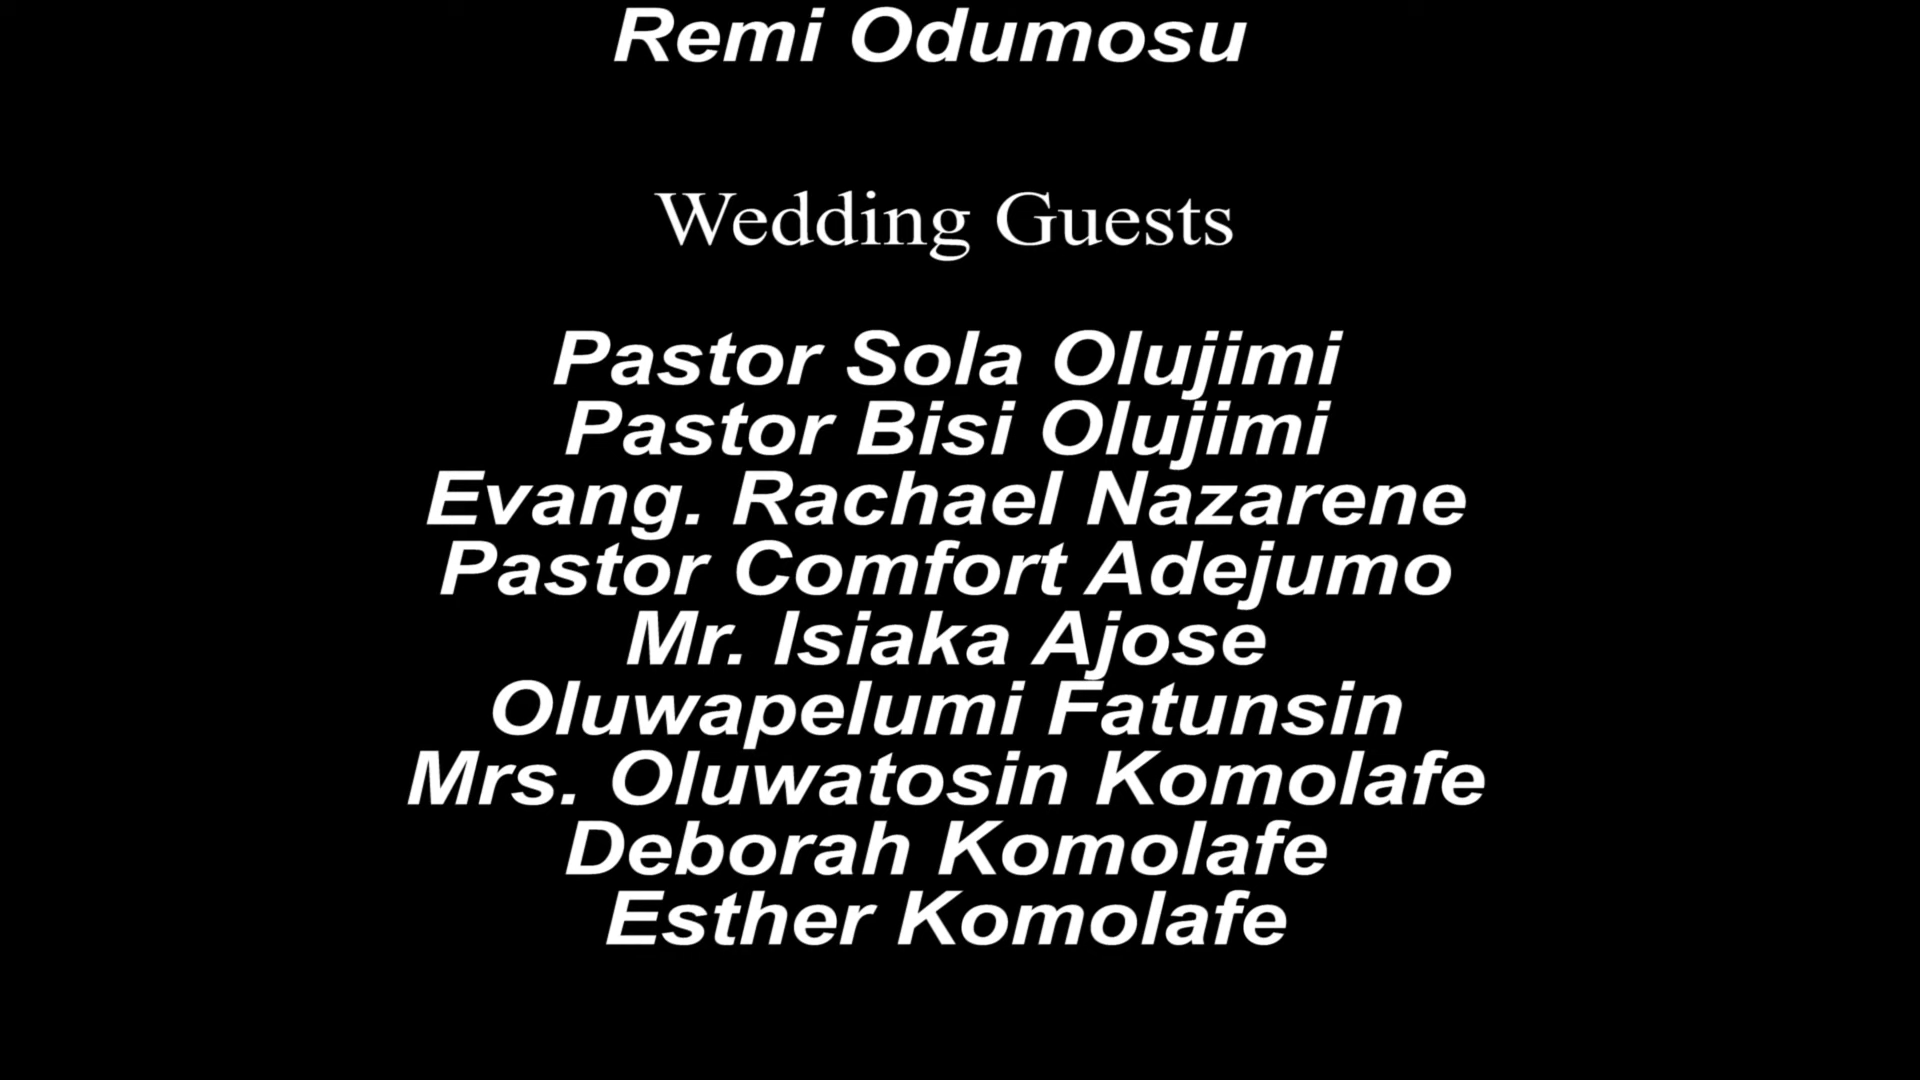 Remi Odumosu
Wedding Guests
Pastor Sola Olujimi
Pastor Bisi Olujimi
Evang. Rachael Nazarene
Pastor Comfort Adejumo
Mr. Isiaka Ajose
Oluwapelumi Fatunsin
Mrs. Oluwatosin Komolafe
Deborah Komolafe
Esther Komolafe